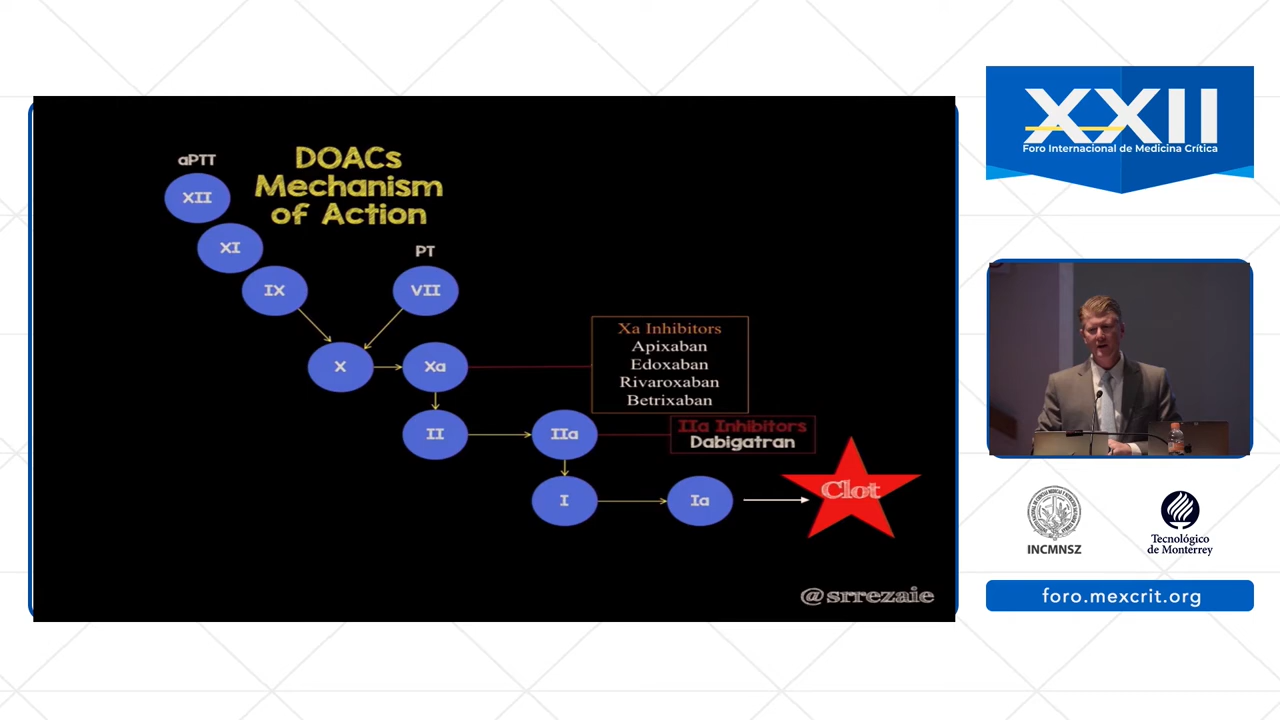 aPTT
DOACs
Mechanism
of Action
XII
XI
PT
IX
VII
X
Xa
Xa Inhibitors
Apixaban
Edoxaban
Rivaroxaban
Betrixaban
II
IIa
IIa Inhibitors
Dabigatran
I
Ia
Clot
@srrezaie
XXII
Foro Internacional de Medicina Crítica
INCMNSZ
Tecnológico
de Monterrey
foro.mexcrit.org